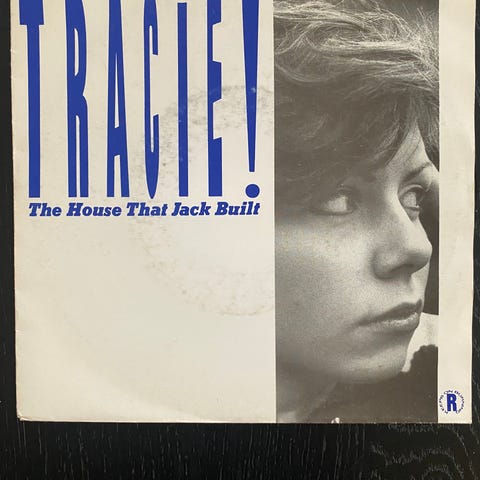 TRACIE!
The House That Jack Built
R